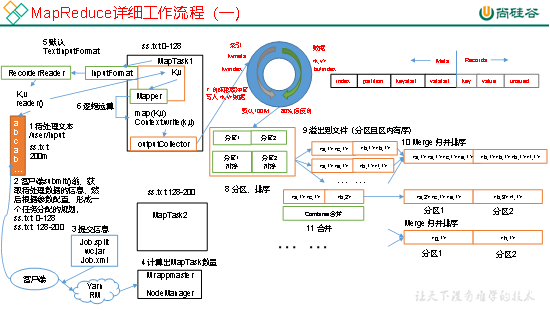 MapReduce详细工作流程（一）
尚硅谷
5 默认
TextInputFormat
ss.txt 0-128
MapTask1
RecorderReader
InputFormat
K,v
K,v
reader()
Mapper
6 逻辑运算
map(K,v)
Context.write(k,v)
outputCollector
索引
kvmeta
kvindex
数据
<k,v>
bufindex
默认100M
80%,后反向
Meta
Records
index
partition
keystart
valstart
key
value
unused
a
b
c
a
b
...
1 待处理文本
/user/input
ss.txt
200m
2 客户端submit()前，获
取待处理数据的信息，然
后根据参数配置，形成一
个任务分配的规划。
ss.txt 0-128
ss.txt 128-200
3 提交信息
Job.split
wc.jar
Job.xml
客户端
Yarn
RM
4 计算出MapTask数量
Mrappmaster
NodeManager
ss.txt 128-200
MapTask2
分区1
分区2
分区1
排序
分区2
排序
8 分区、排序
9 溢出到文件（分区且区内有序）
10 Merge 归并排序
Combiner合并
11 合并
Merge 归并排序
分区1
分区2
分区1
分区2
... ...
让天下没有难学的技术